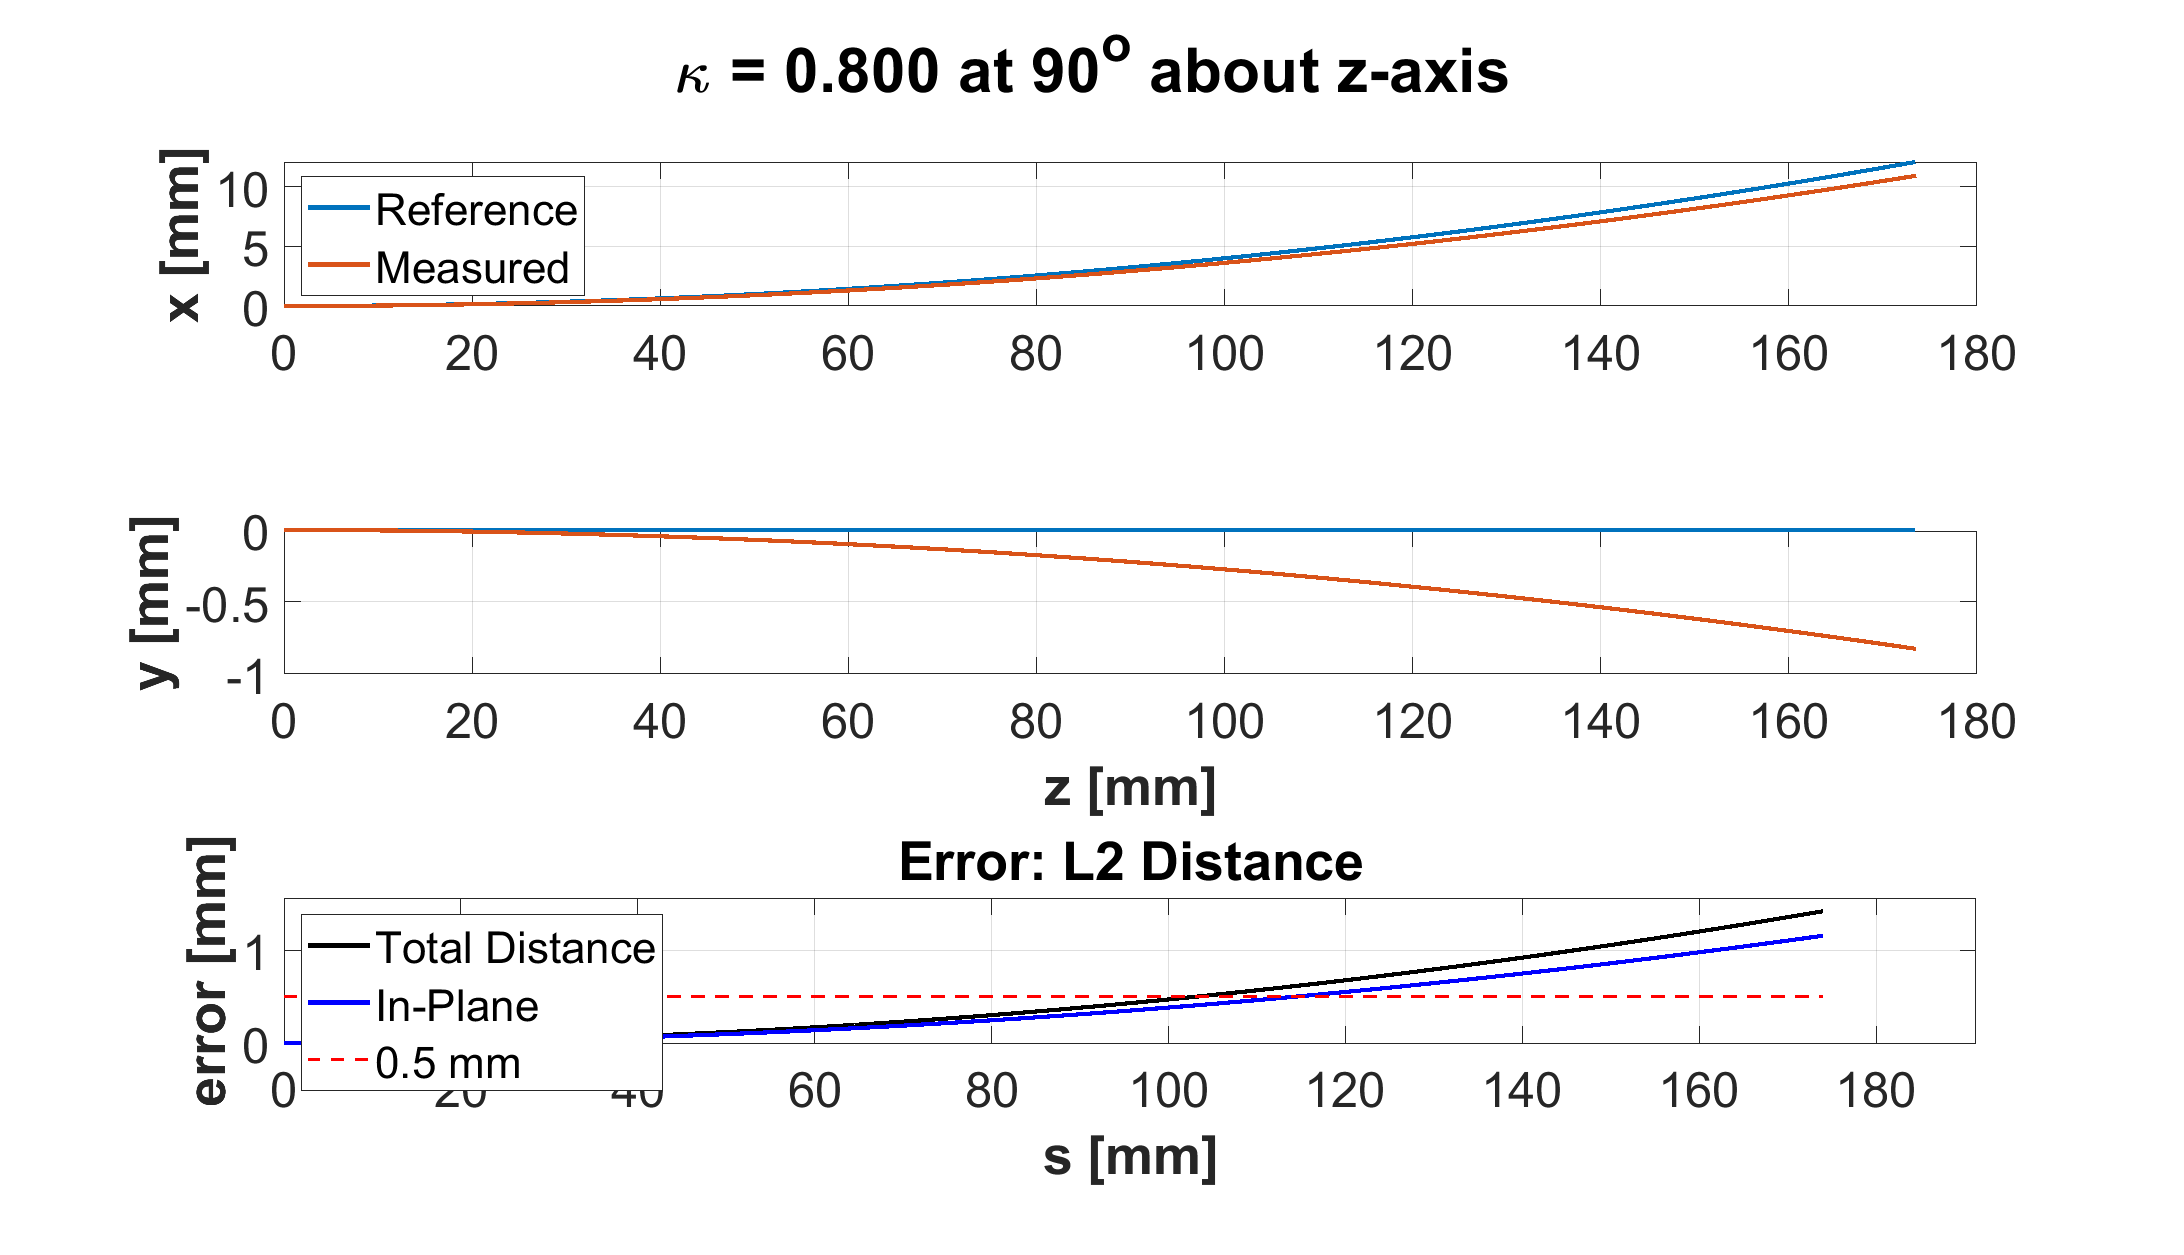 κ = 0.800 at 90° about z-axis
x [mm]
10
5
0
Reference
Measured
0 20 40 60 80 100 120 140 160 180
y [mm]
0
-0.5
-1
0 20 40 60 80 100 120 140 160 180
z [mm]
Error: L2 Distance
error [mm]
1
0
Total Distance
In-Plane
0.5 mm
0 20 40 60 80 100 120 140 160 180
s [mm]